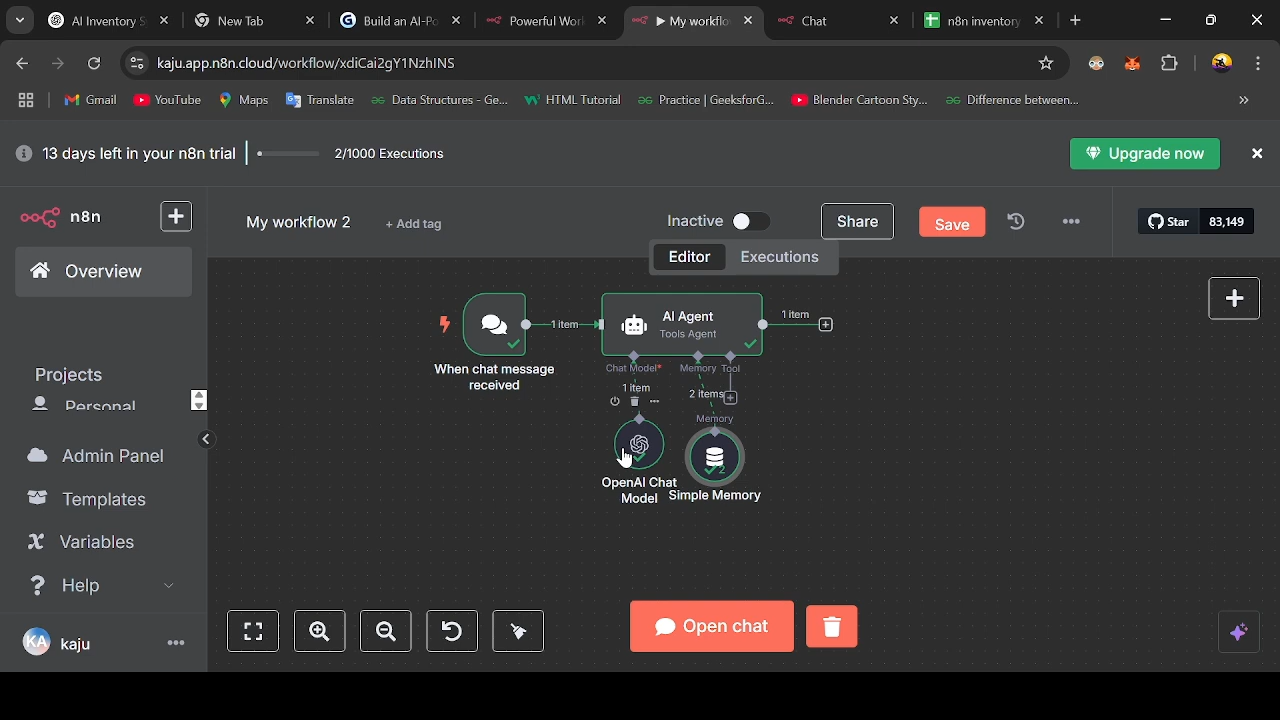 AI Inventory S
New Tab
Build an AI-Po
Powerful Work
My workflo
Chat
n8n inventory
kaju.app.n8n.cloud/workflow/xdiCai2gY1NzhINS
Gmail
YouTube
Maps
Translate
Data Structures - Ge...
HTML Tutorial
Practice | GeeksforG...
Blender Cartoon Sty...
Difference between...
13 days left in your n8n trial
2/1000 Executions
Upgrade now
n8n
My workflow 2
+ Add tag
Inactive
Share
Save
Star
83,149
Editor
Executions
Overview
Projects
Personal
Admin Panel
Templates
Variables
Help
KA
kaju
1 item
AI Agent
Tools Agent
1 item
When chat message
received
Chat Model*
Memory
Tool
1 item
2 items
Memory
2
OpenAI Chat
Model
Simple Memory
Open chat